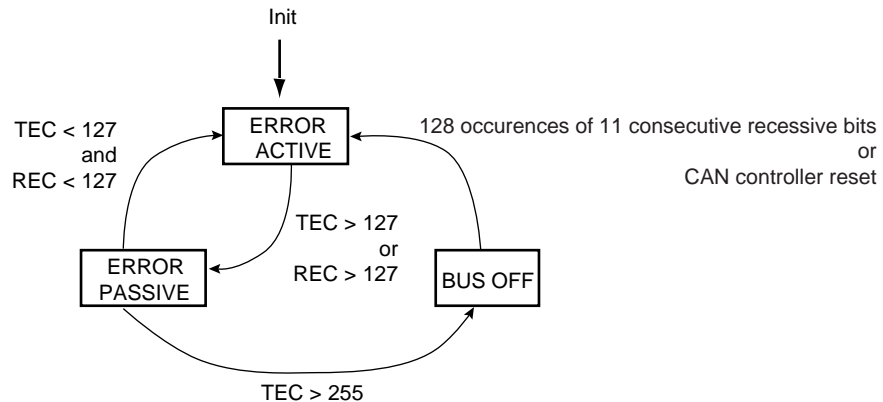 Init
TEC < 127
and
REC < 127
ERROR
ACTIVE
128 occurences of 11 consecutive recessive bits
or
CAN controller reset
TEC > 127
or
REC > 127
ERROR
PASSIVE
BUS OFF
TEC > 255